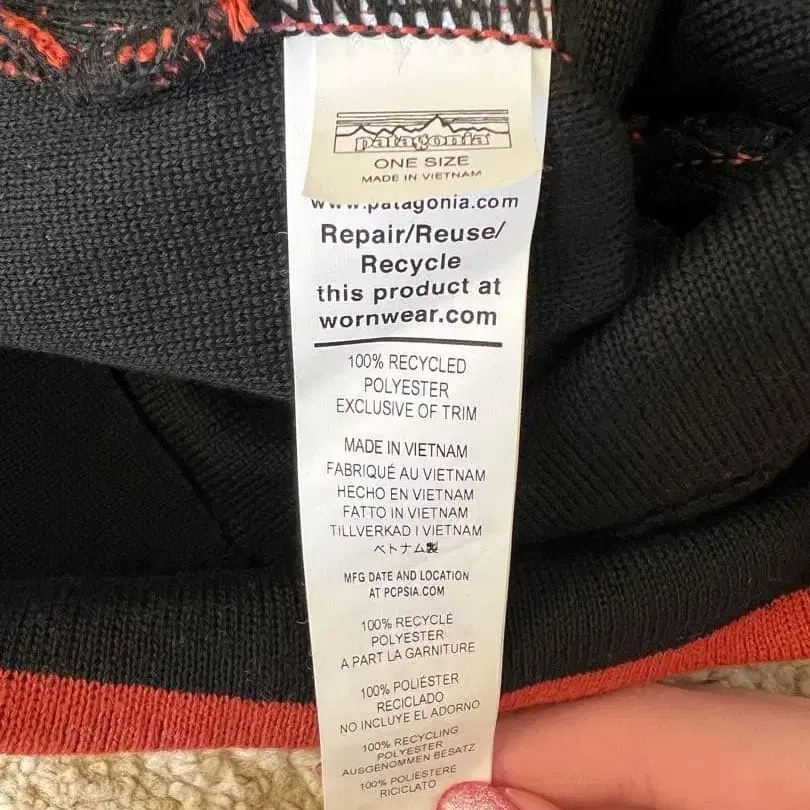 patagonia
ONE SIZE
MADE IN VIETNAM
www.patagonia.com
Repair/Reuse/
Recycle
this product at
wornwear.com
100% RECYCLED
POLYESTER
EXCLUSIVE OF TRIM
MADE IN VIETNAM
FABRIQUÉ AU VIETNAM
HECHO EN VIETNAM
FATTO IN VIETNAM
TILLVERKAD I VIETNAM
ベトナム製
MFG DATE AND LOCATION
AT PCPSIA.COM
100% RECYCLÉ
POLYESTER
A PART LA GARNITURE
100% POLIÉSTER
RECICLADO
NO INCLUYE EL ADORNO
100% RECYCLING
POLYESTER
AUSGENOMMEN BESATZ
100% POLIESTERE
RICICLATO